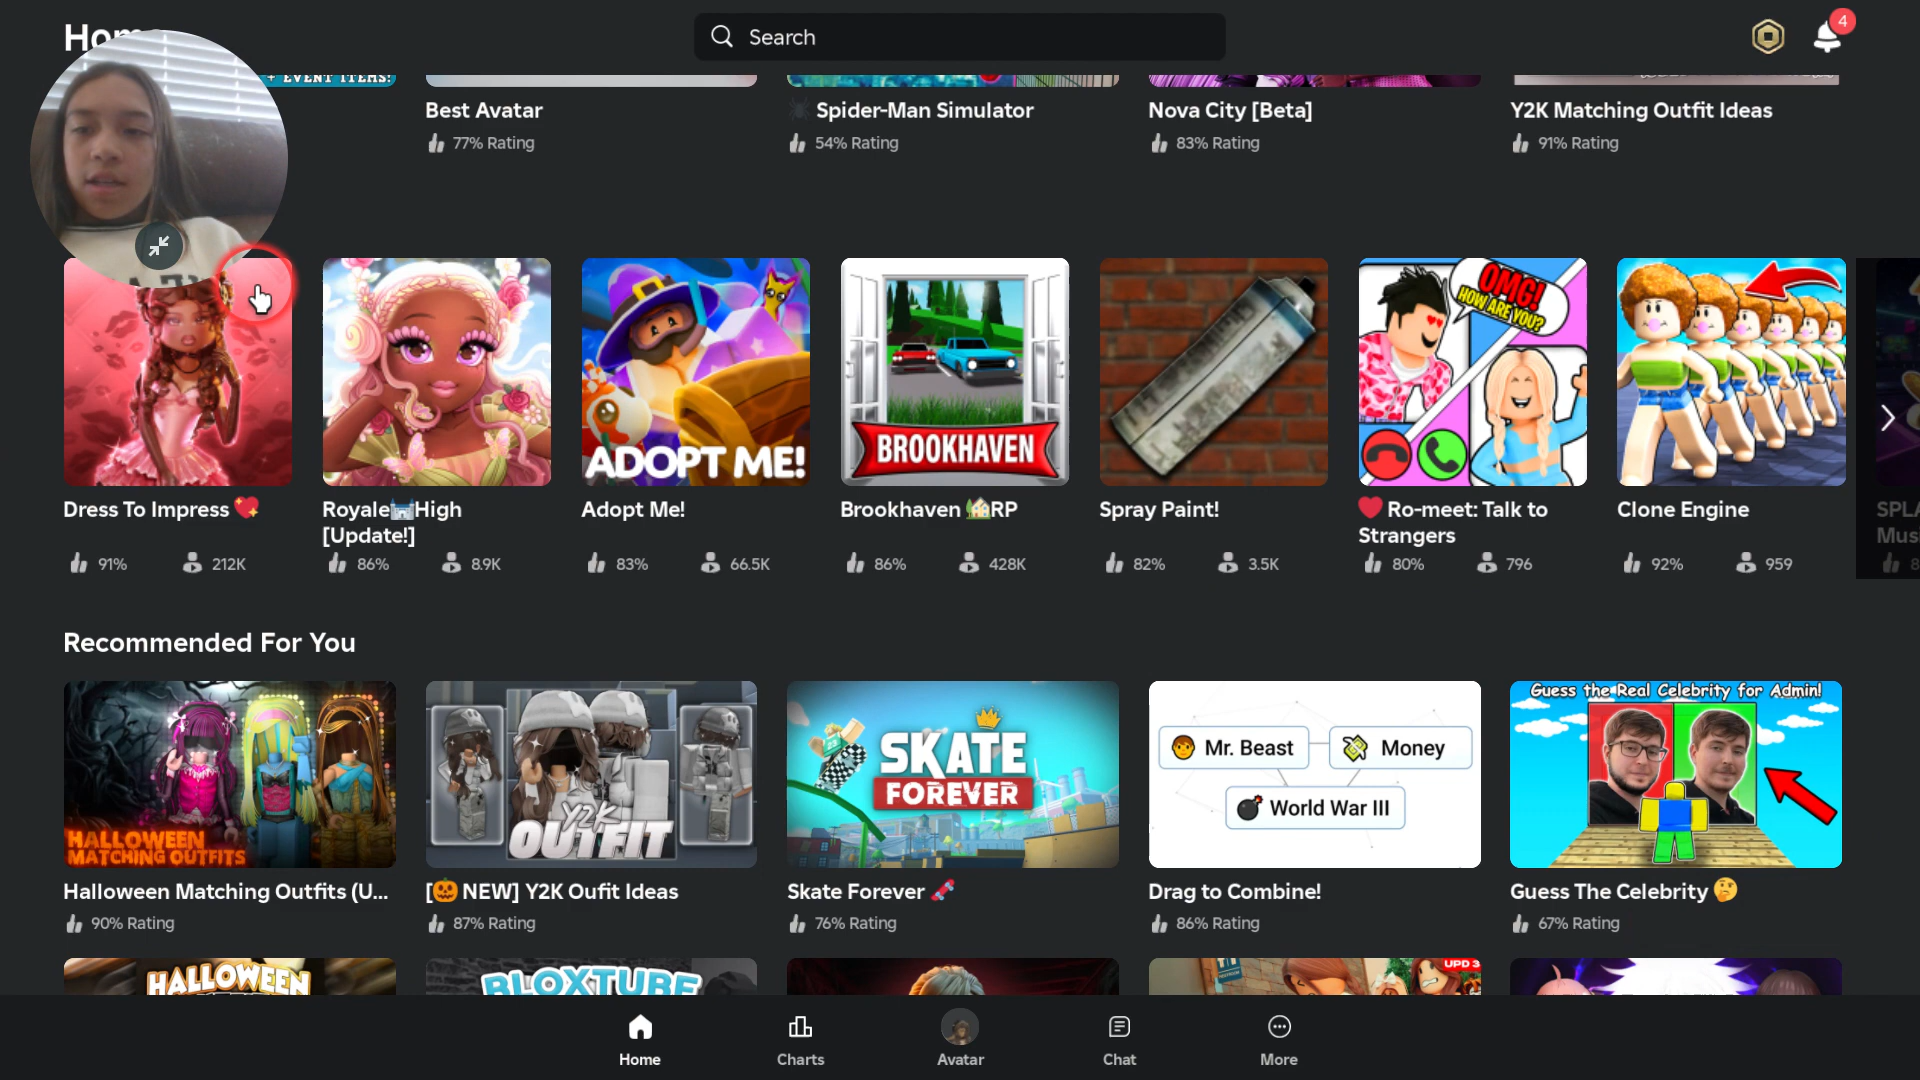 Search
4
+ EVENT ITEMS!
Best Avatar
77% Rating
Spider-Man Simulator
54% Rating
Nova City [Beta]
83% Rating
Y2K Matching Outfit Ideas
91% Rating
OMG!
HOW ARE YOU?
ADOPT ME!
BROOKHAVEN
Dress To Impress
91%
212K
Royale High
[Update!]
86%
8.9K
Adopt Me!
83%
66.5K
Brookhaven RP
86%
428K
Spray Paint!
82%
3.5K
Ro-meet: Talk to
Strangers
80%
796
Clone Engine
92%
959
Recommended For You
HALLOWEEN
MATCHING OUTFITS
Halloween Matching Outfits (U...
90% Rating
Y2K
OUTFIT
[🎃 NEW] Y2K Oufit Ideas
87% Rating
SKATE
FOREVER
Skate Forever
76% Rating
Mr. Beast
Money
World War III
Drag to Combine!
86% Rating
Guess the Real Celebrity for Admin!
Guess The Celebrity
67% Rating
HALLOWEEN
BLOXTUBE
UPD 3
Home
Charts
Avatar
Chat
More